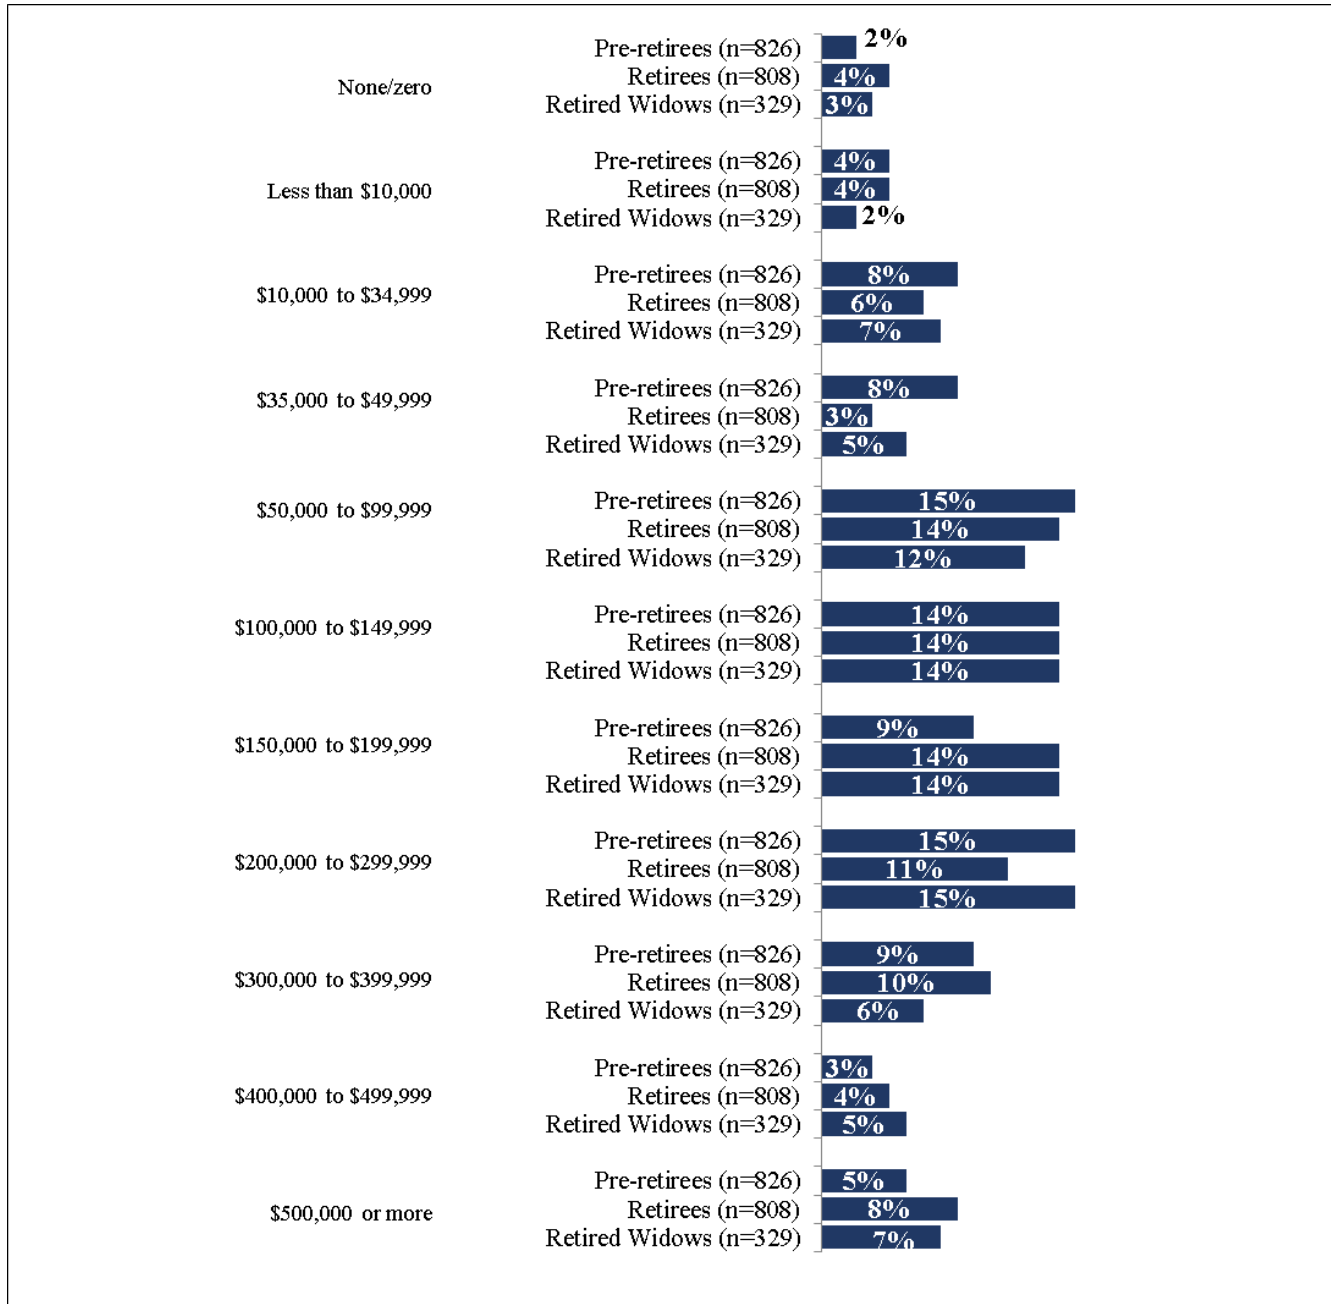 None/zero
Pre-retirees (n=826) 2%
Retirees (n=808) 4%
Retired Widows (n=329) 3%
Less than $10,000
Pre-retirees (n=826) 4%
Retirees (n=808) 4%
Retired Widows (n=329) 2%
$10,000 to $34,999
Pre-retirees (n=826) 8%
Retirees (n=808) 6%
Retired Widows (n=329) 7%
$35,000 to $49,999
Pre-retirees (n=826) 8%
Retirees (n=808) 3%
Retired Widows (n=329) 5%
$50,000 to $99,999
Pre-retirees (n=826) 15%
Retirees (n=808) 14%
Retired Widows (n=329) 12%
$100,000 to $149,999
Pre-retirees (n=826) 14%
Retirees (n=808) 14%
Retired Widows (n=329) 14%
$150,000 to $199,999
Pre-retirees (n=826) 9%
Retirees (n=808) 14%
Retired Widows (n=329) 14%
$200,000 to $299,999
Pre-retirees (n=826) 15%
Retirees (n=808) 11%
Retired Widows (n=329) 15%
$300,000 to $399,999
Pre-retirees (n=826) 9%
Retirees (n=808) 10%
Retired Widows (n=329) 6%
$400,000 to $499,999
Pre-retirees (n=826) 3%
Retirees (n=808) 4%
Retired Widows (n=329) 5%
$500,000 or more
Pre-retirees (n=826) 5%
Retirees (n=808) 8%
Retired Widows (n=329) 7%